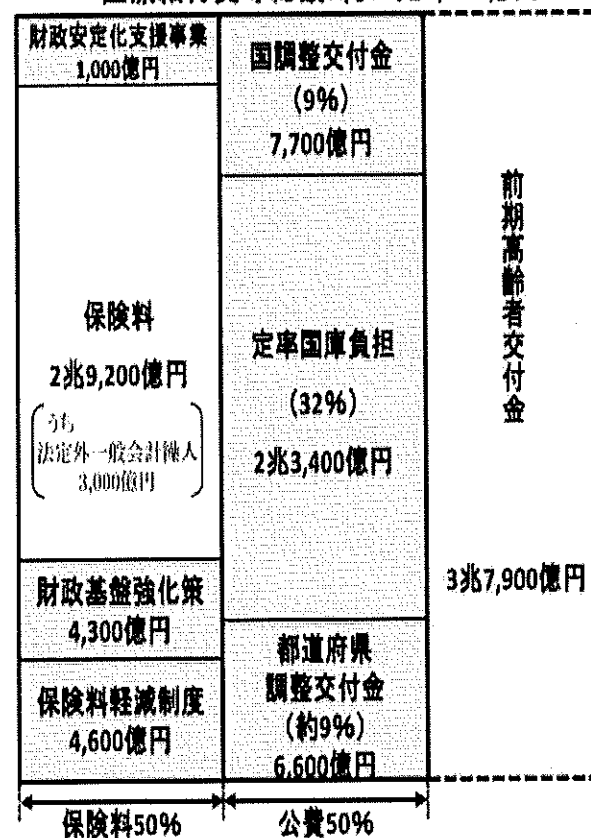 財政安定化支援事業
1,000億円
保険料
2兆9,200億円
うち
法定外一般会計繰入
3,000億円
財政基盤強化策
4,300億円
保険料軽減制度
4,600億円
国調整交付金
(9%)
7,700億円
定率国庫負担
(32%)
2兆3,400億円
都道府県
調整交付金
(約9%)
6,600億円
前期高齢者交付金
3兆7,900億円
保険料50%
公費50%